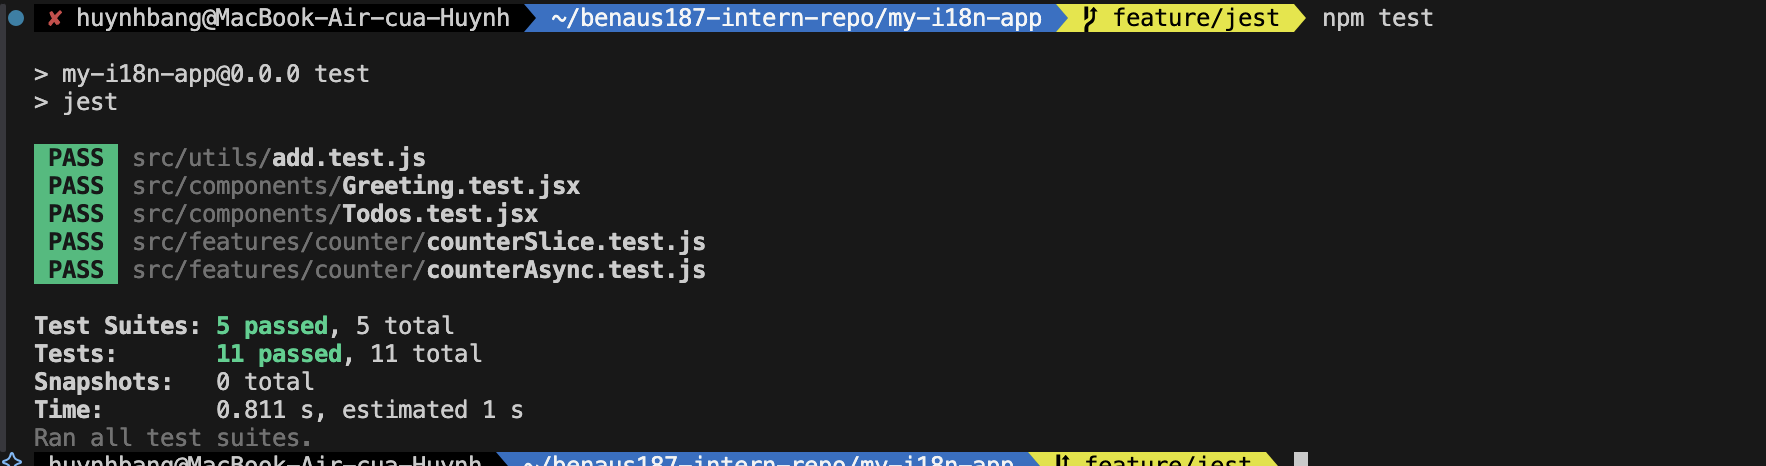 ✘ huynhbang@MacBook-Air-cua-Huynh ~/benaus187-intern-repo/my-i18n-app feature/jest npm test
> my-i18n-app@0.0.0 test
> jest
PASS src/utils/add.test.js
PASS src/components/Greeting.test.jsx
PASS src/components/Todos.test.jsx
PASS src/features/counter/counterSlice.test.js
PASS src/features/counter/counterAsync.test.js
Test Suites: 5 passed, 5 total
Tests: 11 passed, 11 total
Snapshots: 0 total
Time: 0.811 s, estimated 1 s
Ran all test suites.
huynhbang@MacBook-Air-cua-Huynh ~/benaus187-intern-repo/my-i18n-app feature/jest